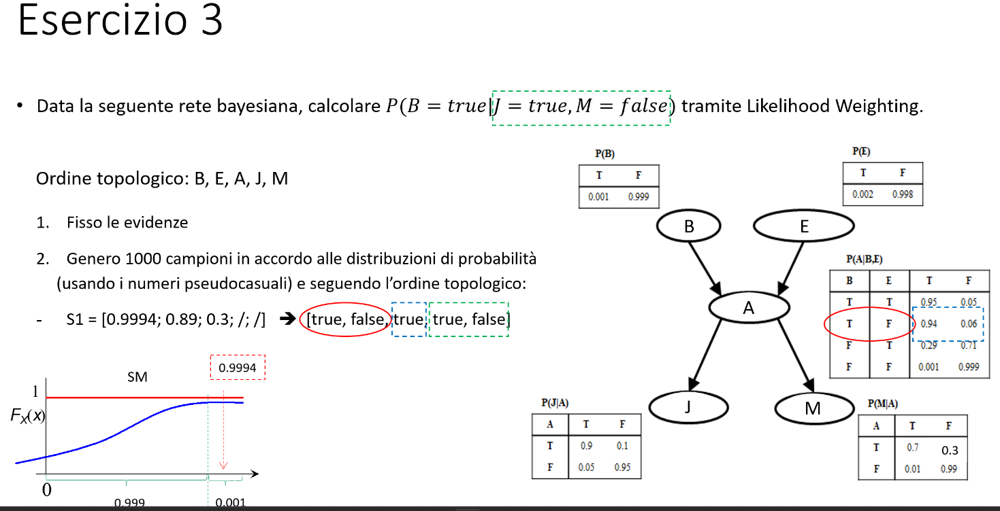 Esercizio 3
• Data la seguente rete bayesiana, calcolare P(B = true|J = true, M = false) tramite Likelihood Weighting.
Ordine topologico: B, E, A, J, M
1. Fisso le evidenze
2. Genero 1000 campioni in accordo alle distribuzioni di probabilità
(usando i numeri pseudocasuali) e seguendo l’ordine topologico:
- S1 = [0.9994; 0.89; 0.3; /; /] ➔ [true, false, true, true, false]
SM
0.9994
1
F_X(x)
0
0.999 0.001
P(B)
T F
0.001 0.999
P(E)
T F
0.002 0.998
B
E
A
J
M
P(A|B,E)
B E T F
T T 0.95 0.05
T F 0.94 0.06
F T 0.29 0.71
F F 0.001 0.999
P(J|A)
A T F
T 0.9 0.1
F 0.05 0.95
P(M|A)
A T F
T 0.7 0.3
F 0.01 0.99